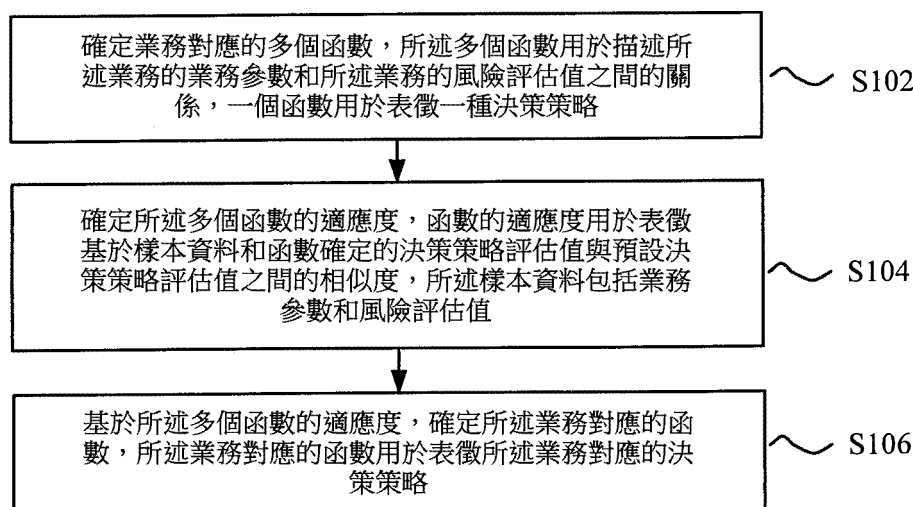 確定業務對應的多個函數，所述多個函數用於描述所
述業務的業務參數和所述業務的風險評估值之間的關
係，一個函數用於表徵一種決策策略
S102
確定所述多個函數的適應度，函數的適應度用於表徵
基於樣本資料和函數確定的決策策略評估值與預設決
策策略評估值之間的相似度，所述樣本資料包括業務
參數和風險評估值
S104
基於所述多個函數的適應度，確定所述業務對應的函
數，所述業務對應的函數用於表徵所述業務對應的決
策策略
S106